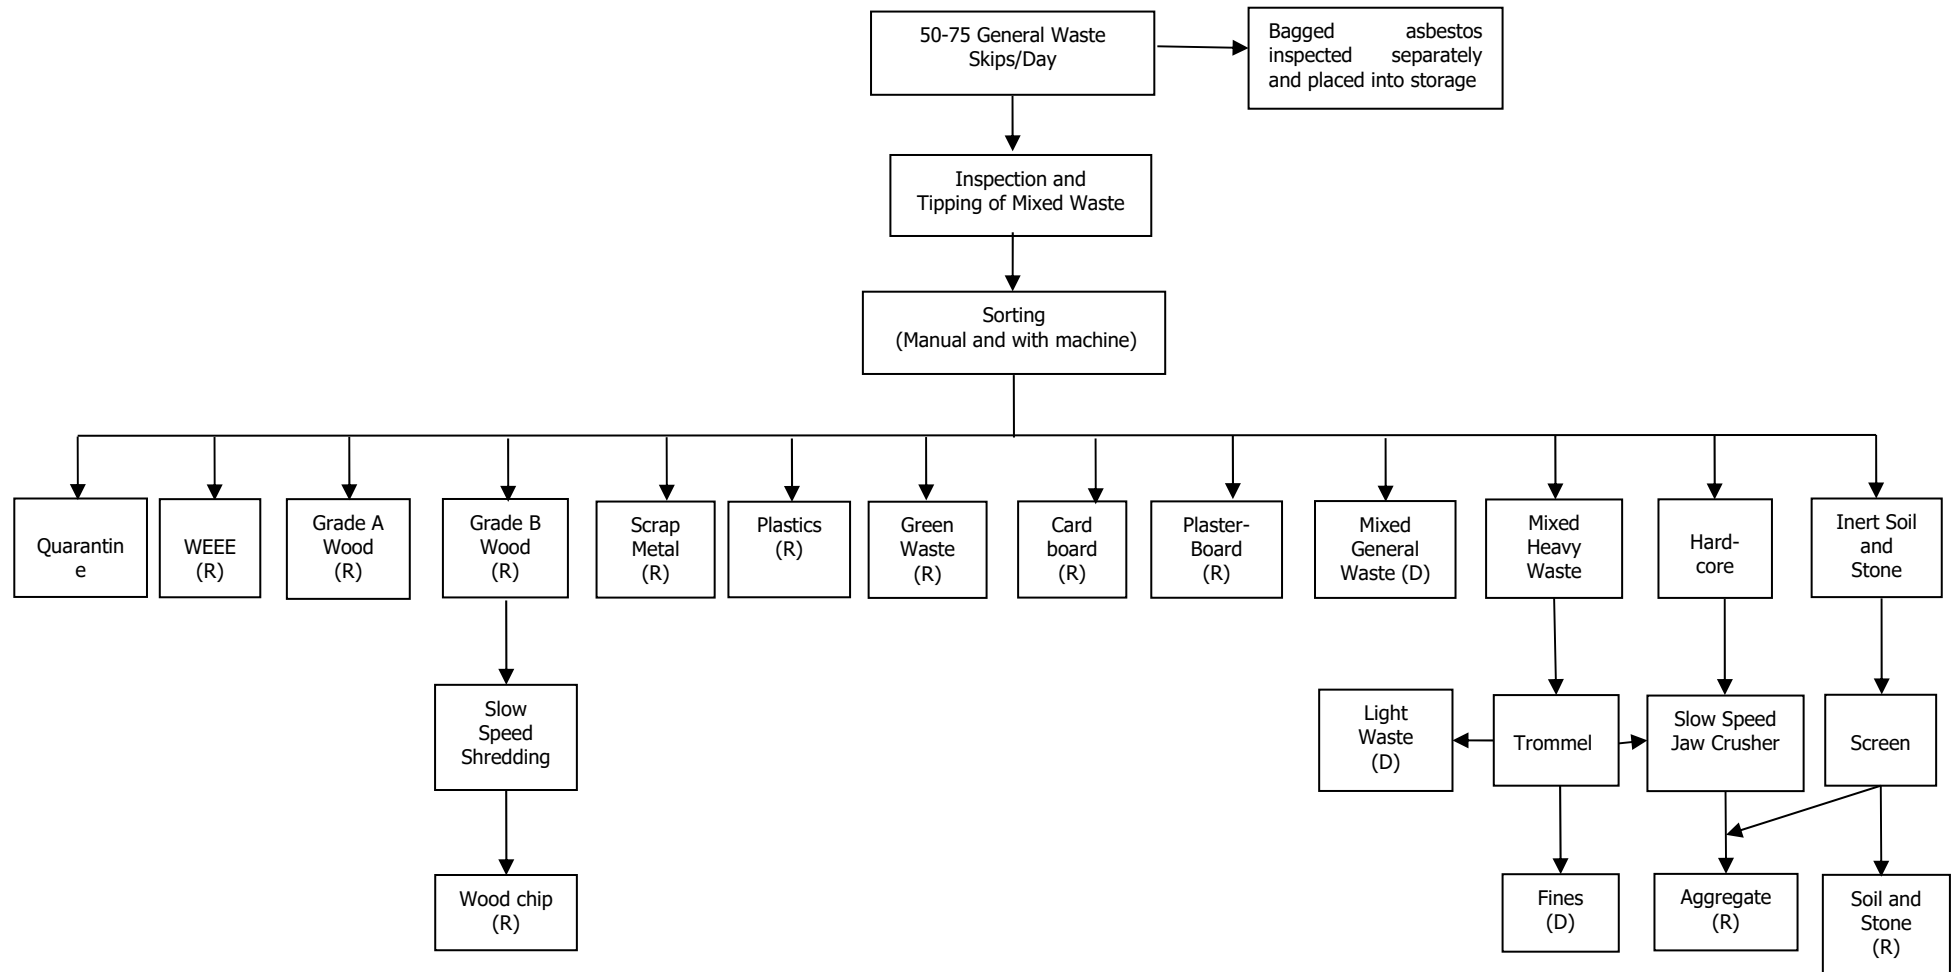 50-75 General Waste
Skips/Day
Bagged asbestos
inspected separately
and placed into storage
Inspection and
Tipping of Mixed Waste
Sorting
(Manual and with machine)
Quarantin
e
WEEE
(R)
Grade A
Wood
(R)
Grade B
Wood
(R)
Scrap
Metal
(R)
Plastics
(R)
Green
Waste
(R)
Card
board
(R)
Plaster-
Board
(R)
Mixed
General
Waste (D)
Mixed
Heavy
Waste
Hard-
core
Inert Soil
and
Stone
Slow
Speed
Shredding
Light
Waste
(D)
Trommel
Slow Speed
Jaw Crusher
Screen
Wood chip
(R)
Fines
(D)
Aggregate
(R)
Soil and
Stone
(R)